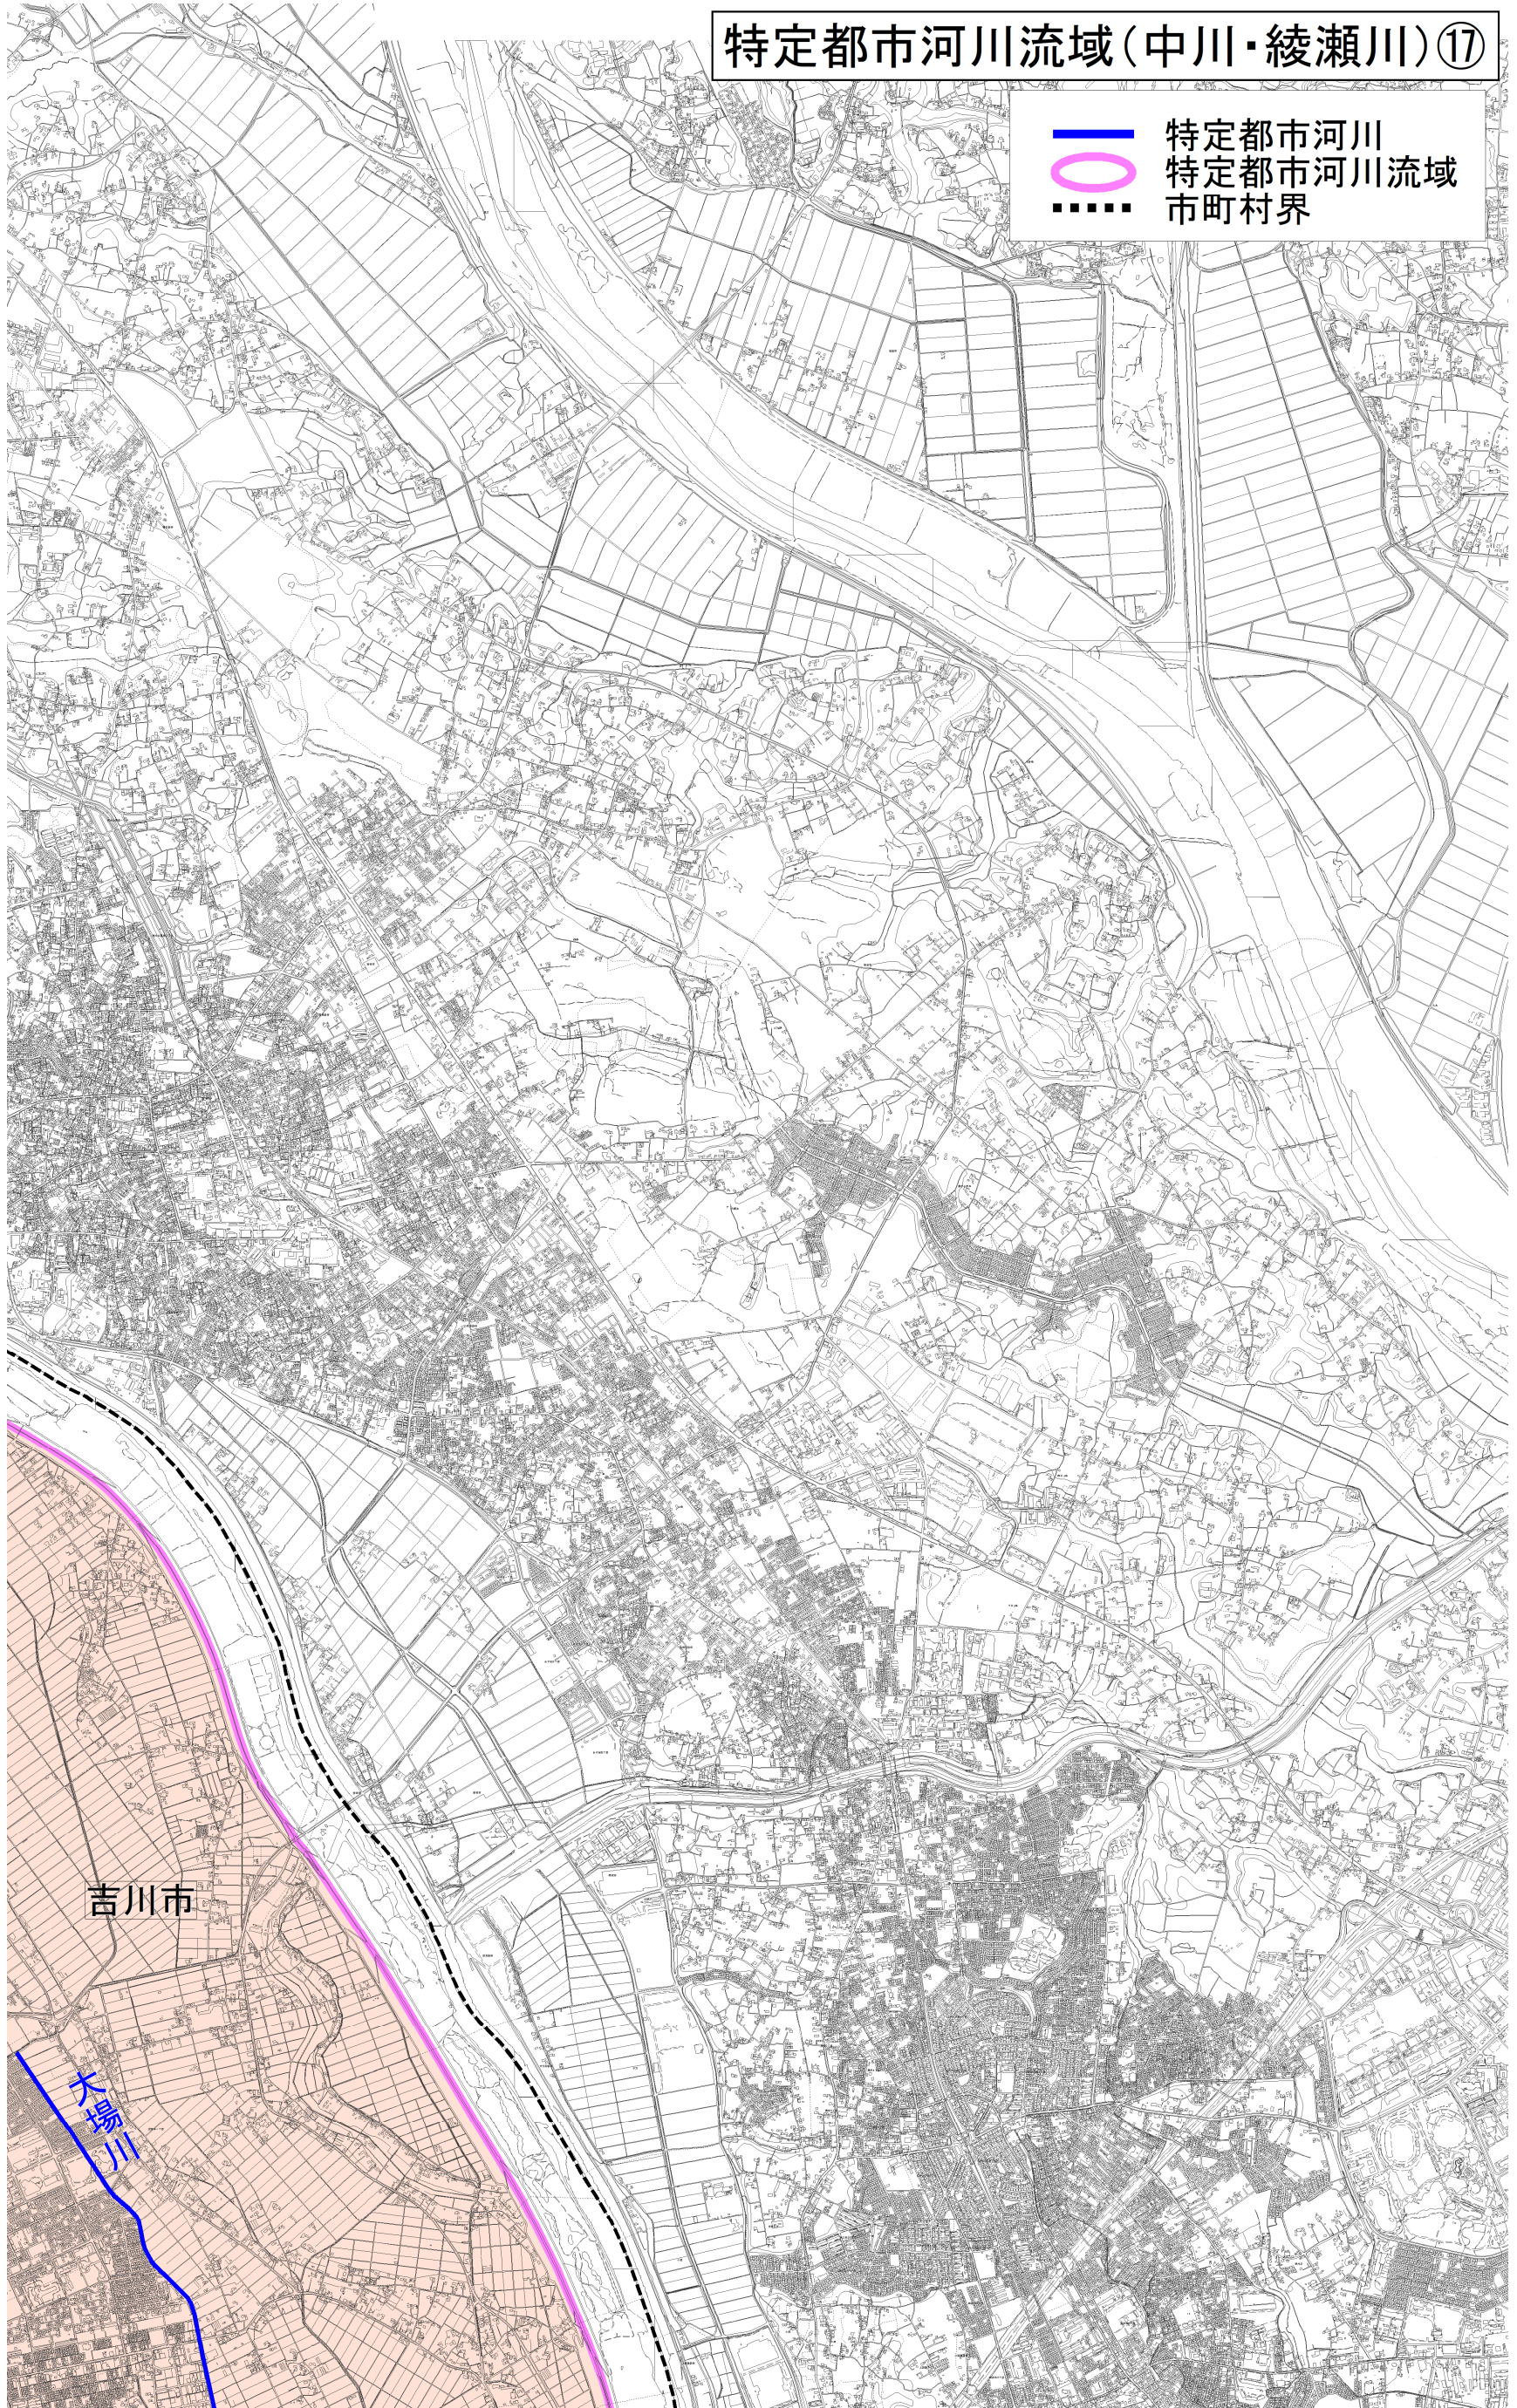 特定都市河川流域（中川・綾瀬川）⑰
特定都市河川
特定都市河川流域
市町村界
吉川市
大場川